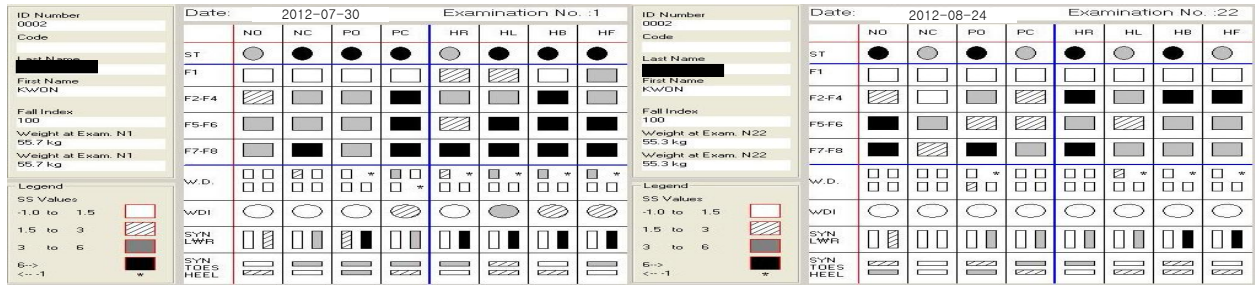 ID Number
0002
Code
Last Name
First Name
KWON
Fall Index
100
Weight at Exam. N1
55.7 kg
Weight at Exam. N1
55.7 kg
Legend
SS Values
-1.0 to 1.5
1.5 to 3
3 to 6
6-->
<-- -1 *
Date: 2012-07-30 Examination No. :1
NO NC PO PC HR HL HB HF
ST
F1
F2-F4
F5-F6
F7-F8
W.D. * * * * * *
WDI
SYN
L₩R
SYN
TOES
HEEL
ID Number
0002
Code
Last Name
First Name
KWON
Fall Index
100
Weight at Exam. N22
55.3 kg
Weight at Exam. N22
55.3 kg
Legend
SS Values
-1.0 to 1.5
1.5 to 3
3 to 6
6-->
<-- -1 *
Date: 2012-08-24 Examination No. :22
NO NC PO PC HR HL HB HF
ST
F1
F2-F4
F5-F6
F7-F8
W.D. * * * *
WDI
SYN
L₩R
SYN
TOES
HEEL